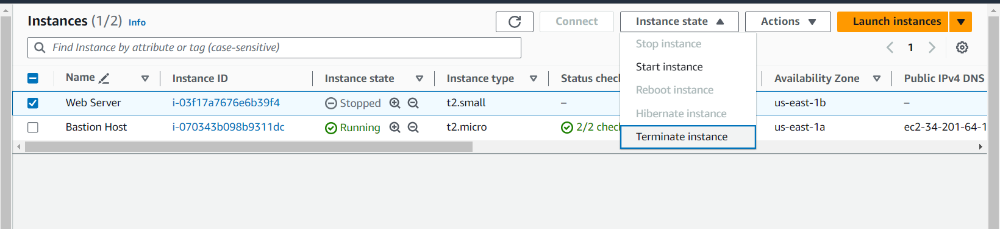 Instances (1/2) Info
Connect Instance state Actions Launch instances
Find Instance by attribute or tag (case-sensitive)
1
Stop instance
Start instance
Reboot instance
Hibernate instance
Terminate instance
Name Instance ID Instance state Instance type Status chec Availability Zone Public IPv4 DNS
Web Server i-03f17a7676e6b39f4 Stopped t2.small – us-east-1b –
Bastion Host i-070343b098b9311dc Running t2.micro 2/2 chec us-east-1a ec2-34-201-64-1